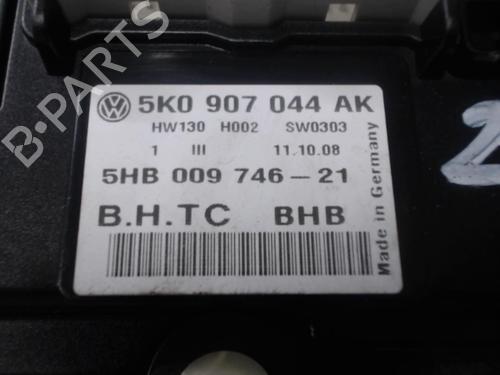 5K0 907 044 AK
HW130 H002 SW0303
1 III 11.10.08
5HB 009 746-21
B.H.TC BHB
Made in Germany
B-PARTS